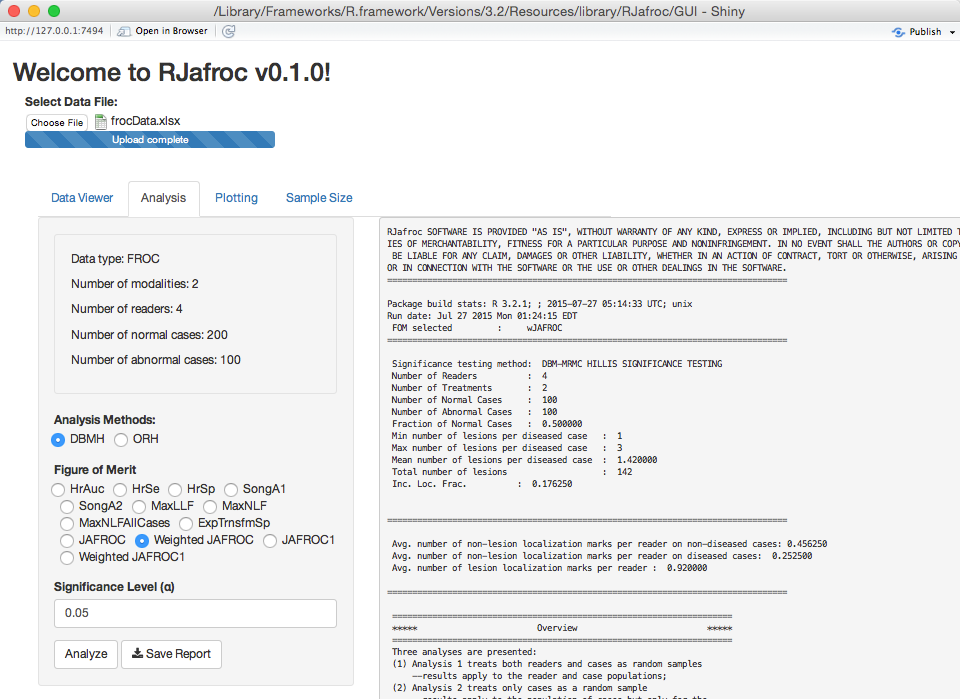 /Library/Frameworks/R.framework/Versions/3.2/Resources/library/RJafroc/GUI - Shiny
http://127.0.0.1:7494 Open in Browser Publish
Welcome to RJafroc v0.1.0!
Select Data File:
Choose File frocData.xlsx
Upload complete
Data Viewer Analysis Plotting Sample Size
Data type: FROC
Number of modalities: 2
Number of readers: 4
Number of normal cases: 200
Number of abnormal cases: 100
Analysis Methods:
DBMH ORH
Figure of Merit
HrAuc HrSe HrSp SongA1
SongA2 MaxLLF MaxNLF
MaxNLFAllCases ExpTrnsfmSp
JAFROC Weighted JAFROC JAFROC1
Weighted JAFROC1
Significance Level (α)
0.05
Analyze Save Report
RJafroc SOFTWARE IS PROVIDED "AS IS", WITHOUT WARRANTY OF ANY KIND, EXPRESS OR IMPLIED, INCLUDING BUT NOT LIMITED T
IES OF MERCHANTABILITY, FITNESS FOR A PARTICULAR PURPOSE AND NONINFRINGEMENT. IN NO EVENT SHALL THE AUTHORS OR COPY
BE LIABLE FOR ANY CLAIM, DAMAGES OR OTHER LIABILITY, WHETHER IN AN ACTION OF CONTRACT, TORT OR OTHERWISE, ARISING
OR IN CONNECTION WITH THE SOFTWARE OR THE USE OR OTHER DEALINGS IN THE SOFTWARE.
================================================================================
Package build stats: R 3.2.1; ; 2015-07-27 05:14:33 UTC; unix
Run date: Jul 27 2015 Mon 01:24:15 EDT
FOM selected : wJAFROC
================================================================================
Significance testing method: DBM-MRMC HILLIS SIGNIFICANCE TESTING
Number of Readers : 4
Number of Treatments : 2
Number of Normal Cases : 100
Number of Abnormal Cases : 100
Fraction of Normal Cases : 0.500000
Min number of lesions per diseased case : 1
Max number of lesions per diseased case : 3
Mean number of lesions per diseased case : 1.420000
Total number of lesions : 142
Inc. Loc. Frac. : 0.176250
================================================================================
Avg. number of non-lesion localization marks per reader on non-diseased cases: 0.456250
Avg. number of non-lesion localization marks per reader on diseased cases: 0.252500
Avg. number of lesion localization marks per reader : 0.920000
================================================================================
====================================================================
***** Overview *****
====================================================================
Three analyses are presented:
(1) Analysis 1 treats both readers and cases as random samples
--results apply to the reader and case populations;
(2) Analysis 2 treats only cases as a random sample